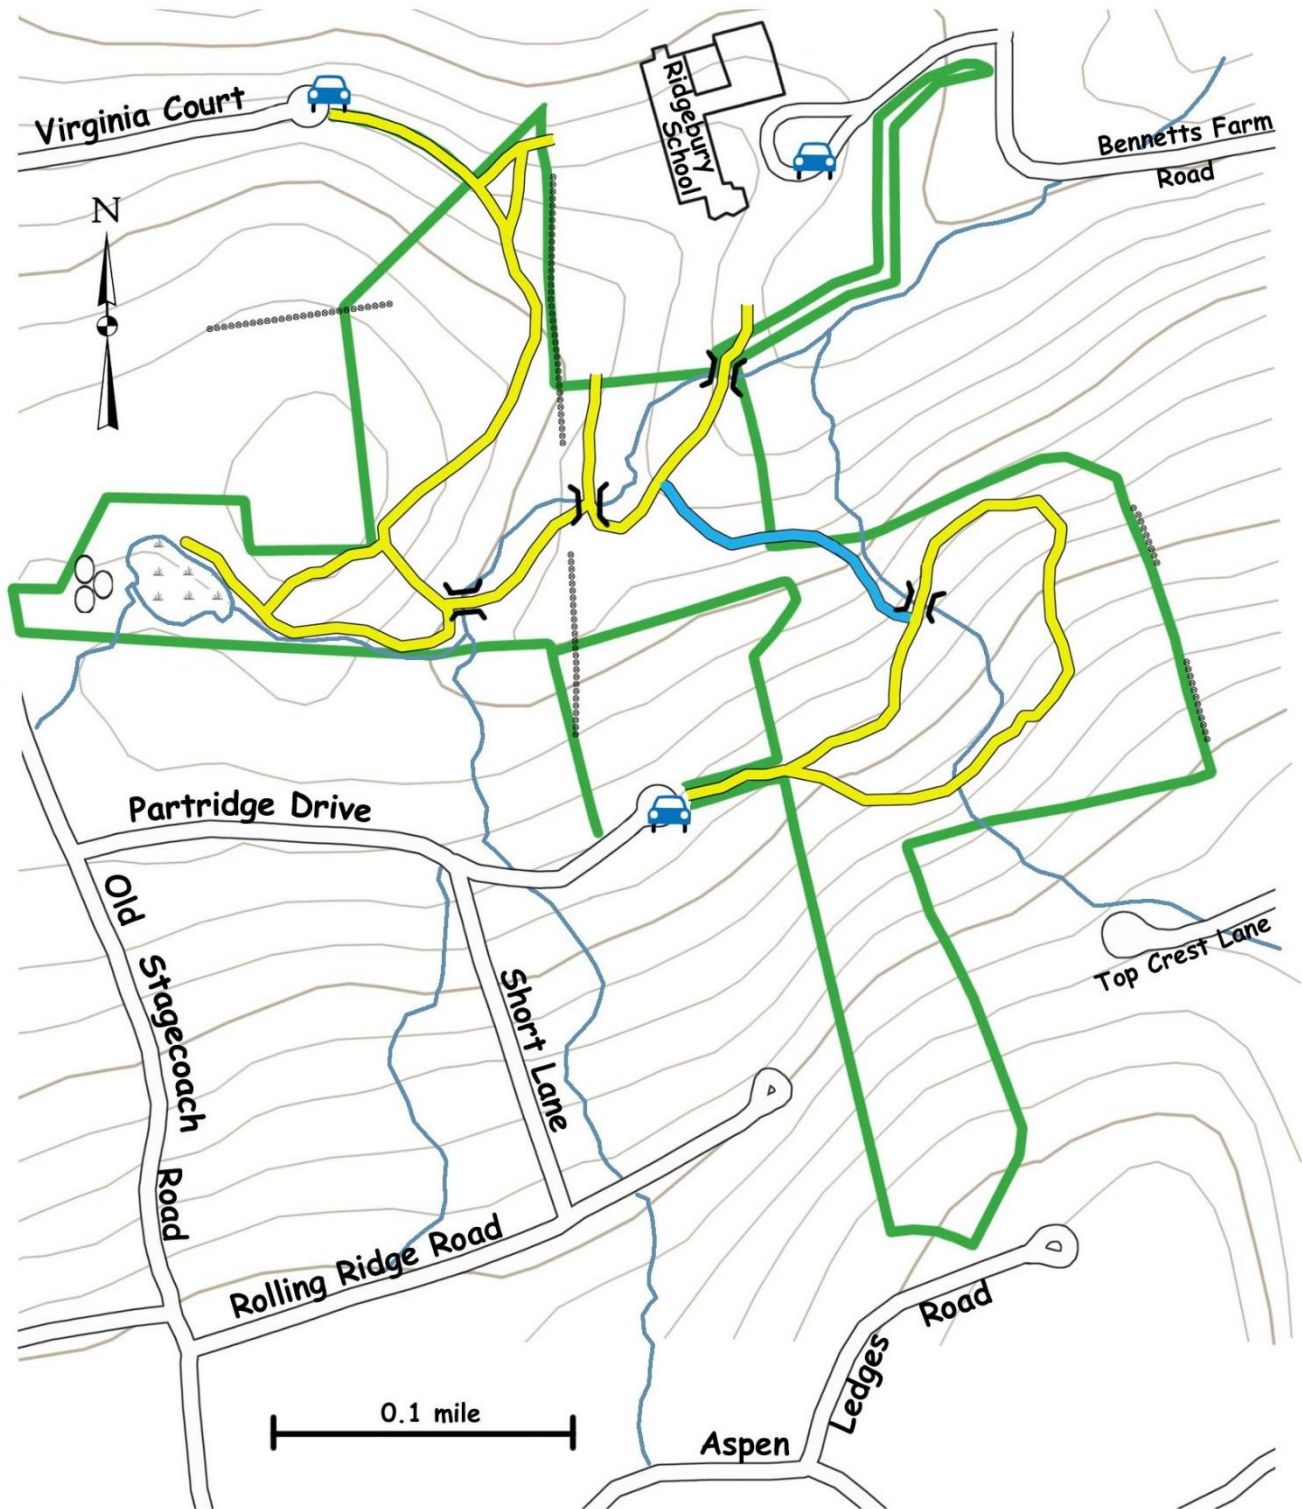 Virginia Court
Ridgebury
School
Bennetts Farm
Road
N
Partridge Drive
Old Stagecoach Road
Short Lane
Top Crest Lane
Rolling Ridge Road
Ledges Road
0.1 mile
Aspen